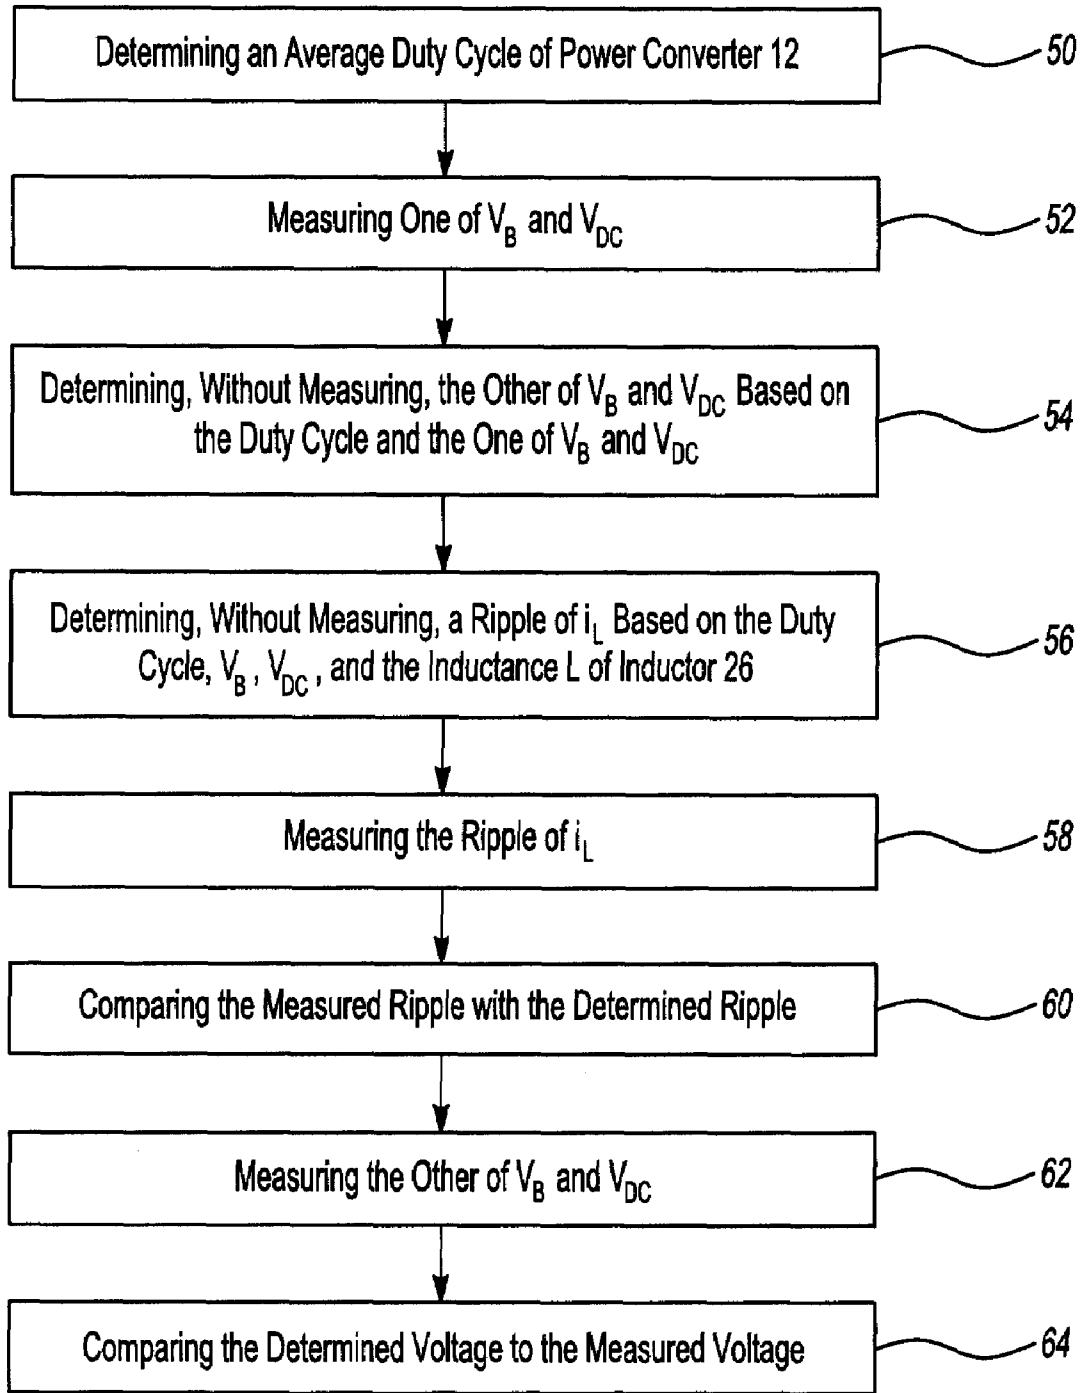 Determining an Average Duty Cycle of Power Converter 12
50
Measuring One of V_B and V_DC
52
Determining, Without Measuring, the Other of V_B and V_DC Based on
the Duty Cycle and the One of V_B and V_DC
54
Determining, Without Measuring, a Ripple of i_L Based on the Duty
Cycle, V_B , V_DC , and the Inductance L of Inductor 26
56
Measuring the Ripple of i_L
58
Comparing the Measured Ripple with the Determined Ripple
60
Measuring the Other of V_B and V_DC
62
Comparing the Determined Voltage to the Measured Voltage
64